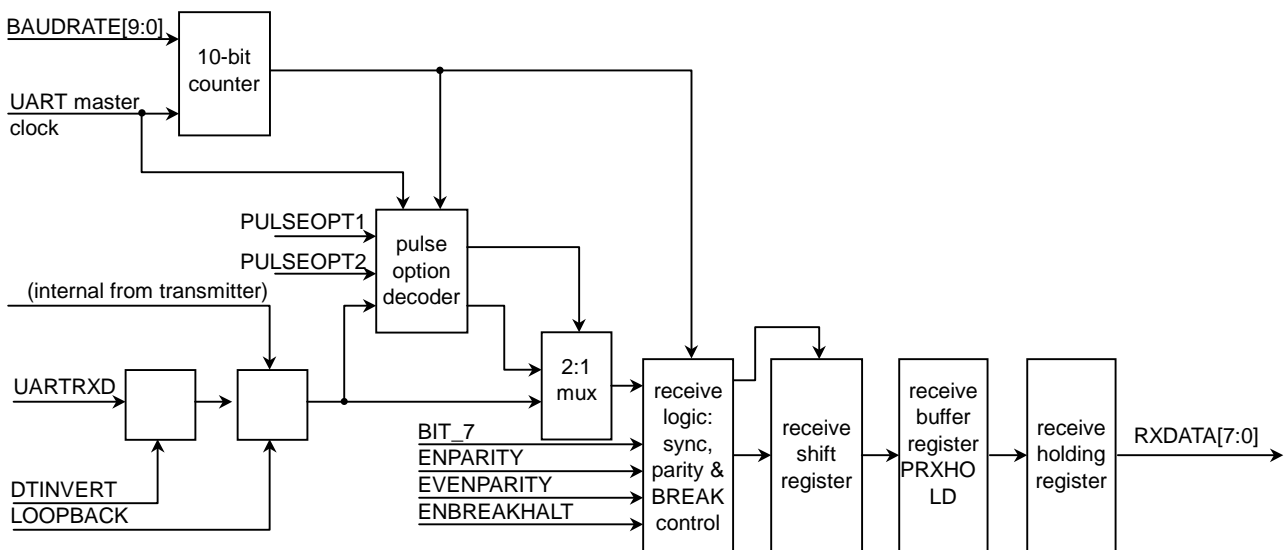 BAUDRATE[9:0]
10-bit
counter
UART master
clock
PULSEOPT1
PULSEOPT2
pulse
option
decoder
(internal from transmitter)
UARTRXD
DTINVERT
LOOPBACK
2:1
mux
BIT_7
ENPARITY
EVENPARITY
ENBREAKHALT
receive
logic:
sync,
parity &
BREAK
control
receive
shift
register
receive
buffer
register
PRXHO
LD
receive
holding
register
RXDATA[7:0]